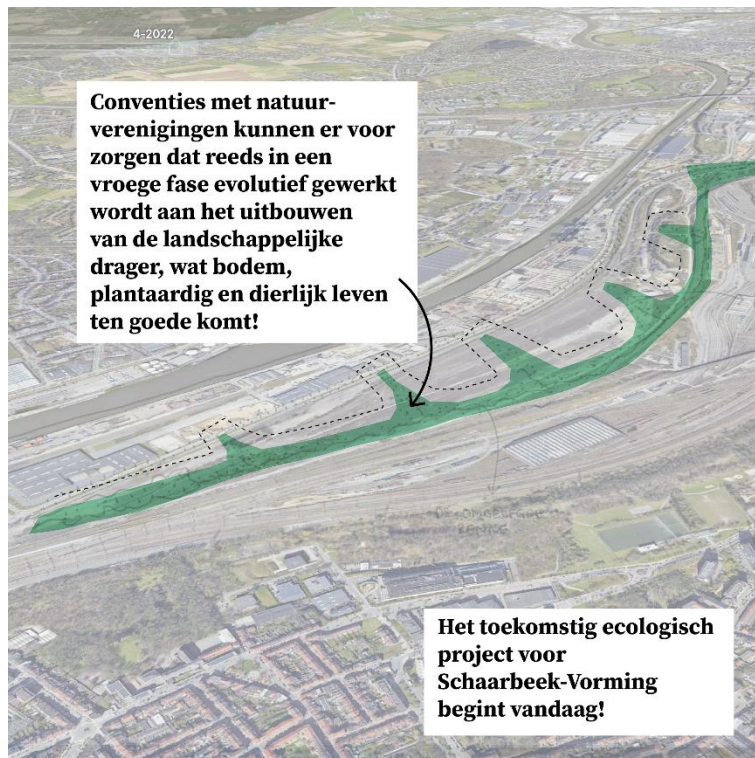 4-2022
Conventies met natuur-
verenigingen kunnen er voor
zorgen dat reeds in een
vroege fase evolutief gewerkt
wordt aan het uitbouwen
van de landschappelijke
drager, wat bodem,
plantaardig en dierlijk leven
ten goede komt!
Het toekomstig ecologisch
project voor
Schaarbeek-Vorming
begint vandaag!